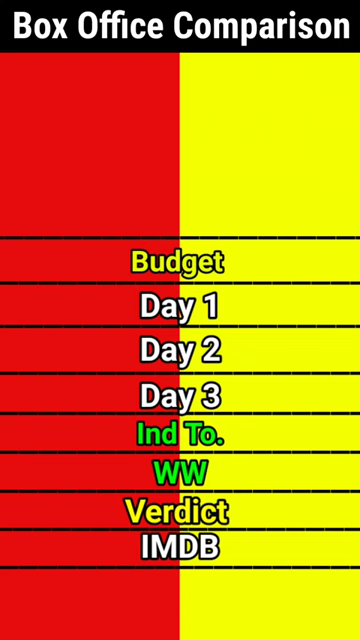 Box Office Comparison
Budget
Day 1
Day 2
Day 3
Ind To.
WW
Verdict
IMDB